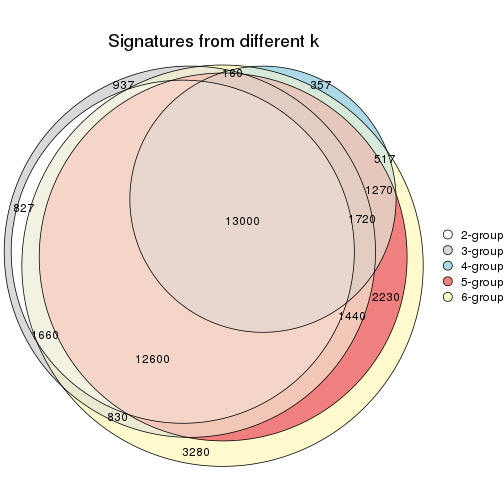 Signatures from different k
160
937
357
517
1270
827
1720
13000
2230
1440
1660
12600
830
3280
2-group
3-group
4-group
5-group
6-group